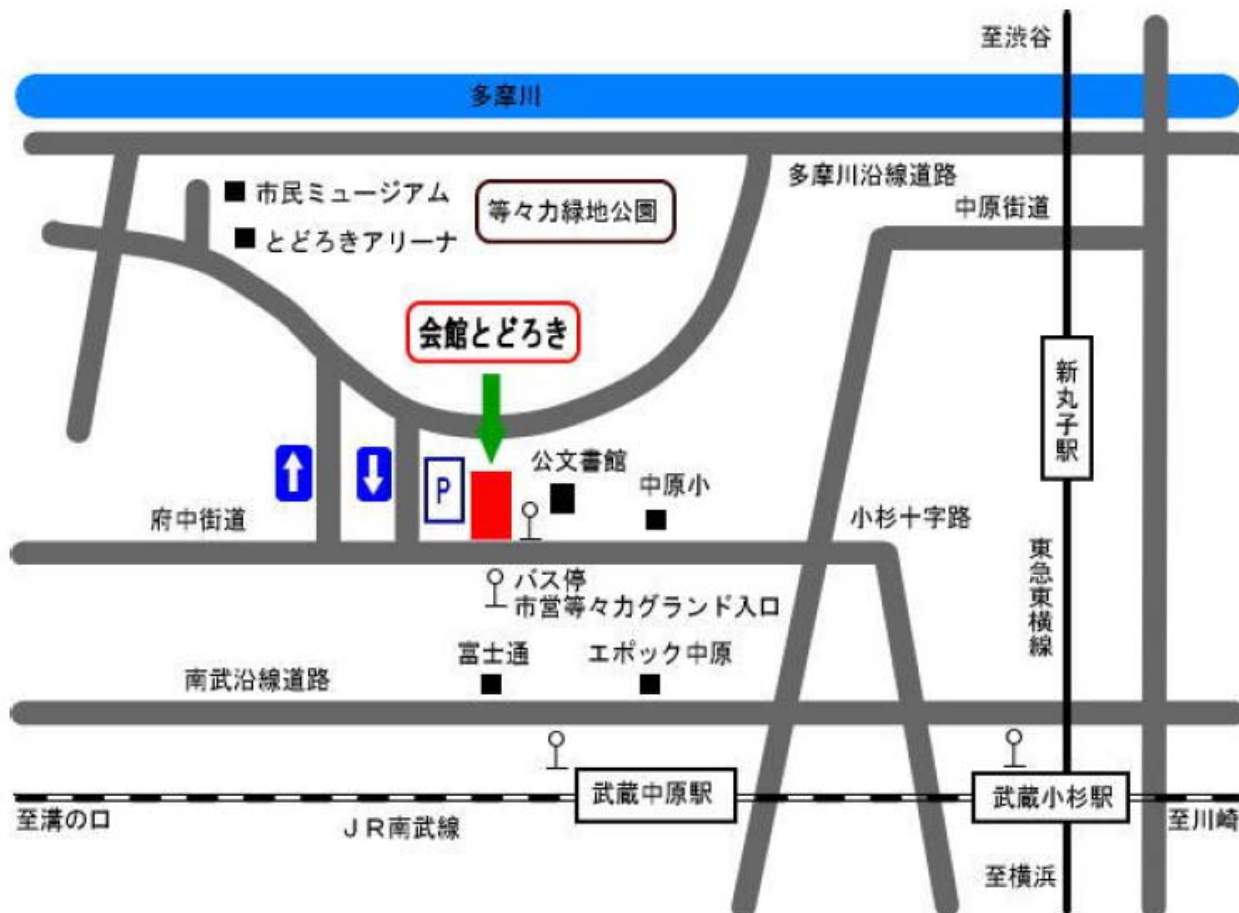 至渋谷
多摩川
多摩川沿線道路
市民ミュージアム
等々力緑地公園
中原街道
とどろきアリーナ
会館とどろき
新丸子駅
公文書館
P
中原小
府中街道
小杉十字路
東急東横線
バス停
市営等々力グランド入口
富士通
エポック中原
南武沿線道路
武蔵中原駅
武蔵小杉駅
至溝の口
JR南武線
至川崎
至横浜